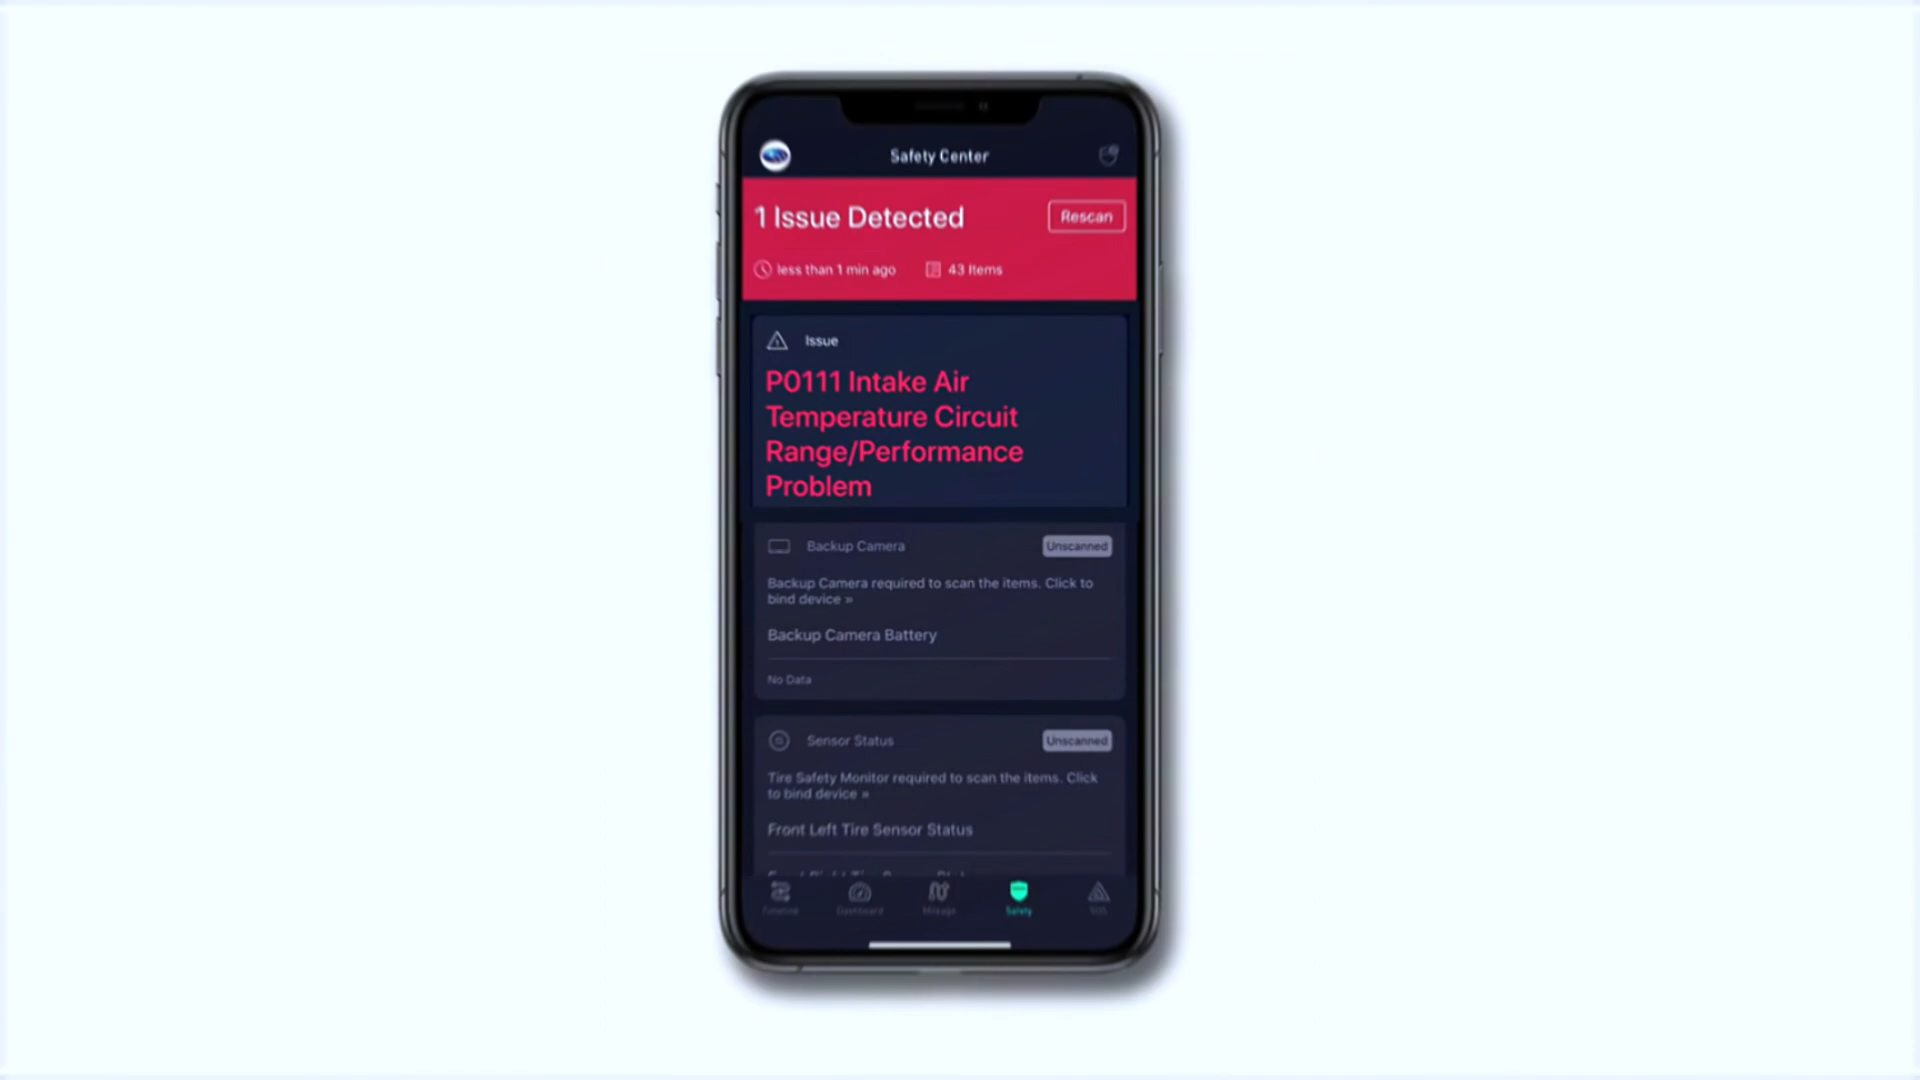 Safety Center
1 Issue Detected
Rescan
less than 1 min ago
43 Items
Issue
P0111 Intake Air
Temperature Circuit
Range/Performance
Problem
Backup Camera
Unscanned
Backup Camera required to scan the items. Click to
bind device »
Backup Camera Battery
No Data
Sensor Status
Unscanned
Tire Safety Monitor required to scan the items. Click
to bind device »
Front Left Tire Sensor Status
Timeline
Dashboard
Mileage
Safety